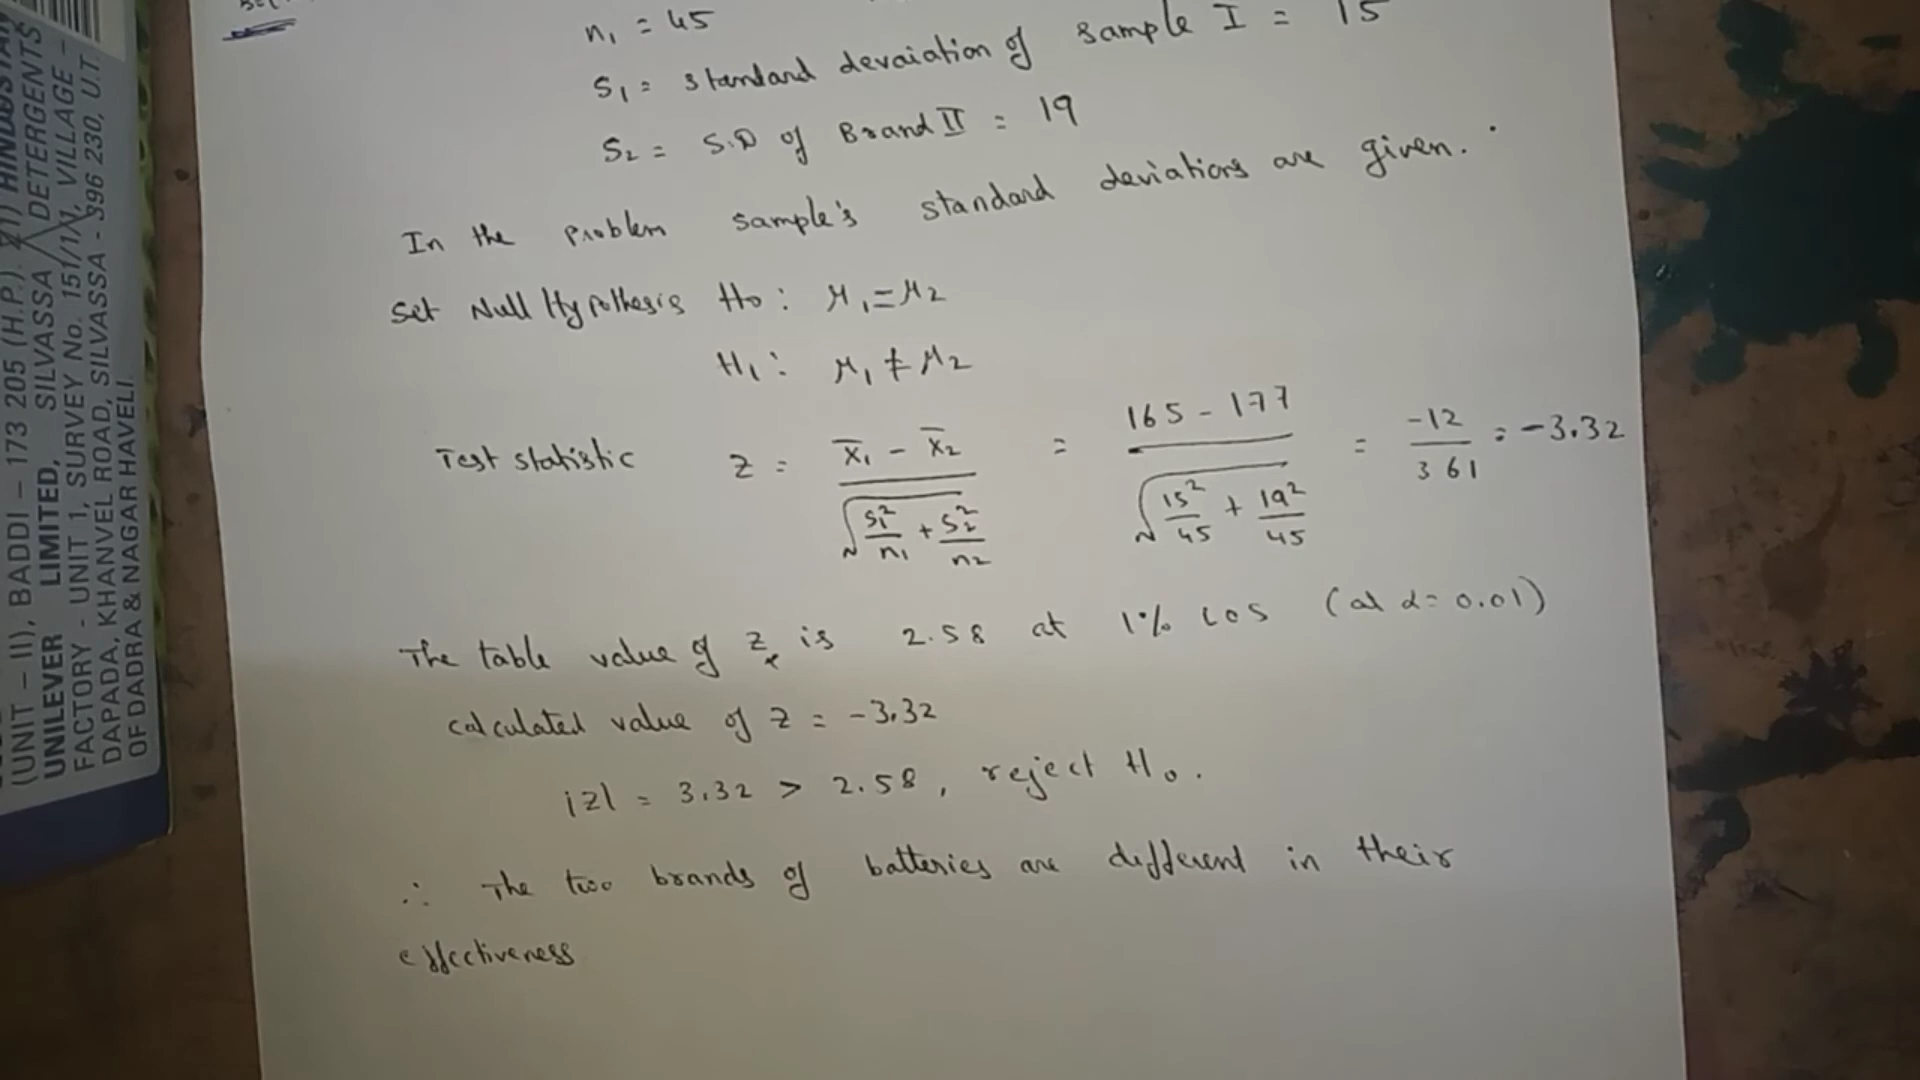 n₁ = 45
S₁ = standard devaiation of sample I = 15
S₂ = S.D of Brand II = 19
In the problem sample's standard deviations are given.
Set Null Hypothesis H₀ : μ₁ = μ₂
H₁ : μ₁ ≠ μ₂
Test statistic z = (x̄₁ - x̄₂) / √(s₁²/n₁ + s₂²/n₂) = (165 - 177) / √(15²/45 + 19²/45) = -12/361 = -3.32
The table value of z is 2.58 at 1% LOS (at α = 0.01)
calculated value of z = -3.32
|z| = 3.32 > 2.58, reject H₀.
∴ The two brands of batteries are different in their
effectiveness
(UNIT – II), BADDI – 173 205 (H.P.)
UNILEVER LIMITED, SILVASSA DETERGENTS
FACTORY - UNIT 1, SURVEY No. 151/1/1, VILLAGE -
DAPADA, KHANVEL ROAD, SILVASSA - 396 230, U.T.
OF DADRA & NAGAR HAVELI